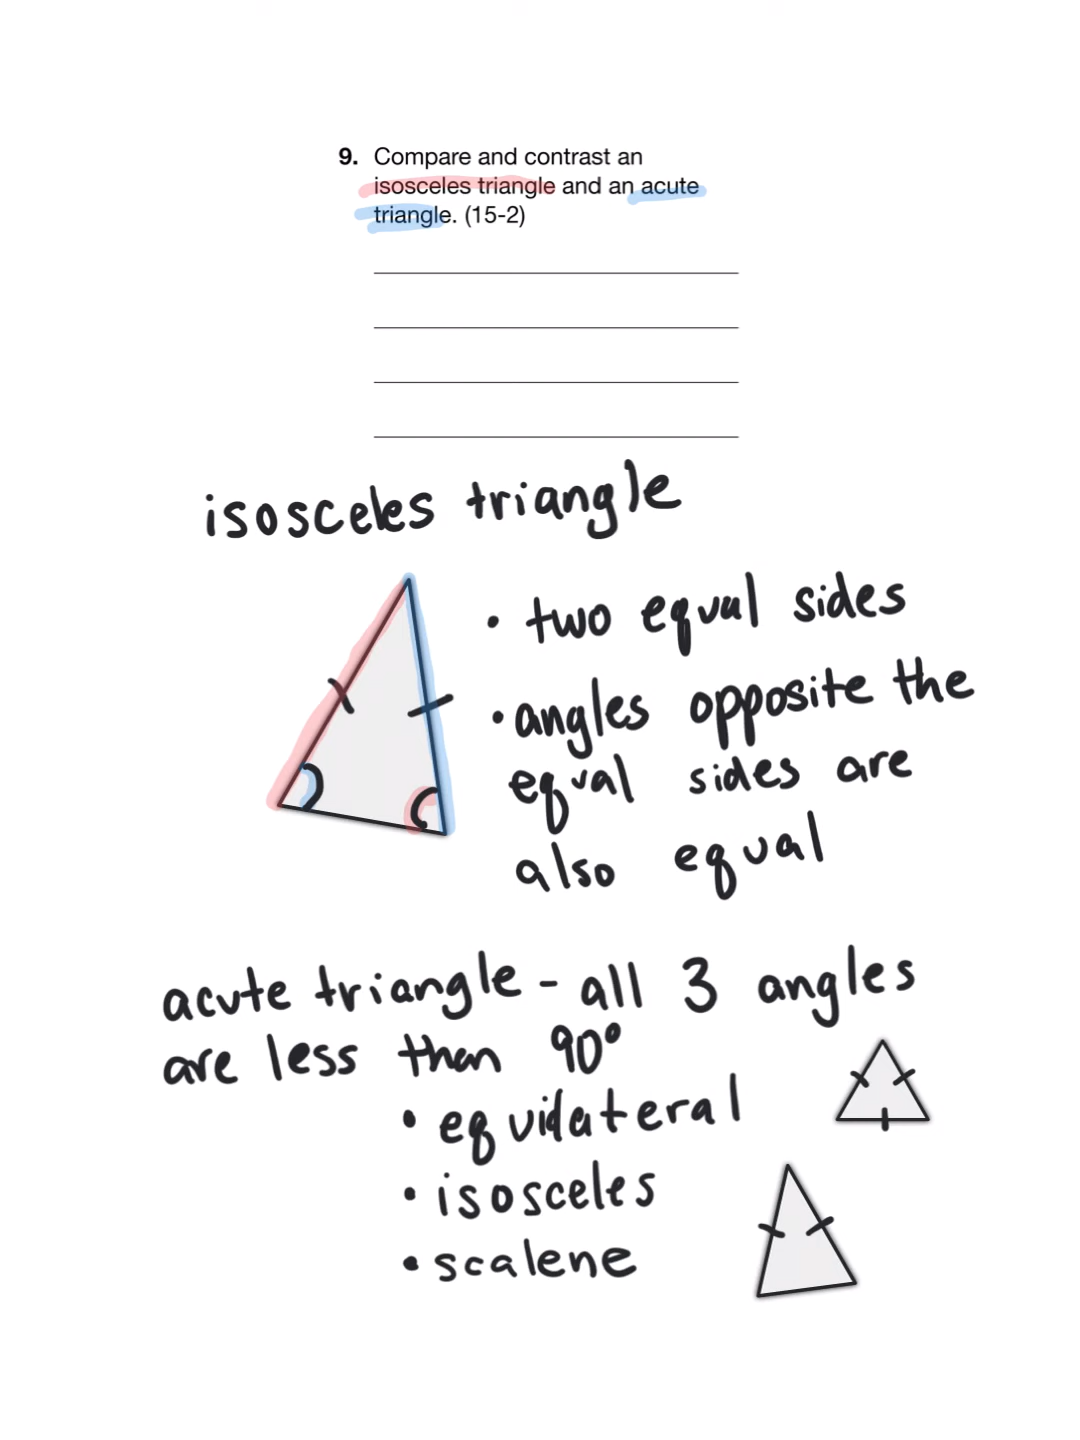 9. Compare and contrast an
isosceles triangle and an acute
triangle. (15-2)
isosceles triangle
• two equal sides
• angles opposite the
equal sides are
also equal
acute triangle - all 3 angles
are less than 90°
• equilateral
• isosceles
• scalene